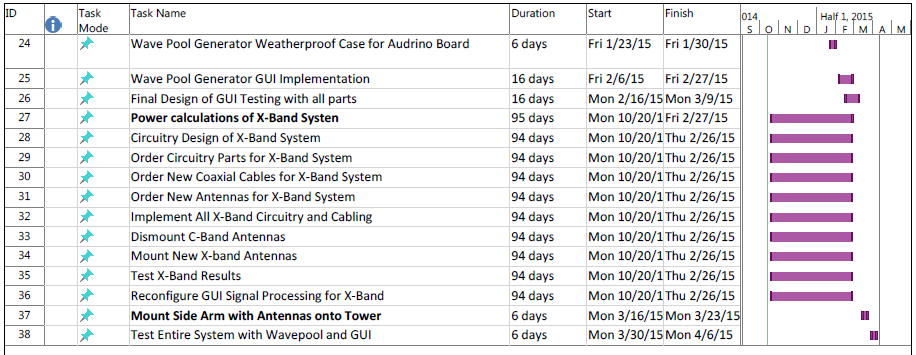 ID Task Mode Task Name Duration Start Finish 014 Half 1, 2015
S O N D J F M A M
24 Wave Pool Generator Weatherproof Case for Audrino Board 6 days Fri 1/23/15 Fri 1/30/15
25 Wave Pool Generator GUI Implementation 16 days Fri 2/6/15 Fri 2/27/15
26 Final Design of GUI Testing with all parts 16 days Mon 2/16/15 Mon 3/9/15
27 Power calculations of X-Band Systen 95 days Mon 10/20/1 Fri 2/27/15
28 Circuitry Design of X-Band System 94 days Mon 10/20/1 Thu 2/26/15
29 Order Circuitry Parts for X-Band System 94 days Mon 10/20/1 Thu 2/26/15
30 Order New Coaxial Cables for X-Band System 94 days Mon 10/20/1 Thu 2/26/15
31 Order New Antennas for X-Band System 94 days Mon 10/20/1 Thu 2/26/15
32 Implement All X-Band Circuitry and Cabling 94 days Mon 10/20/1 Thu 2/26/15
33 Dismount C-Band Antennas 94 days Mon 10/20/1 Thu 2/26/15
34 Mount New X-band Antennas 94 days Mon 10/20/1 Thu 2/26/15
35 Test X-Band Results 94 days Mon 10/20/1 Thu 2/26/15
36 Reconfigure GUI Signal Processing for X-Band 94 days Mon 10/20/1 Thu 2/26/15
37 Mount Side Arm with Antennas onto Tower 6 days Mon 3/16/15 Mon 3/23/15
38 Test Entire System with Wavepool and GUI 6 days Mon 3/30/15 Mon 4/6/15